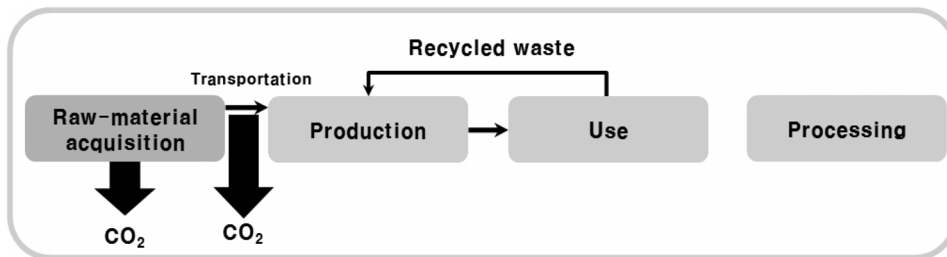 Recycled waste
Transportation
Raw-material
acquisition
Production
Use
Processing
CO₂
CO₂